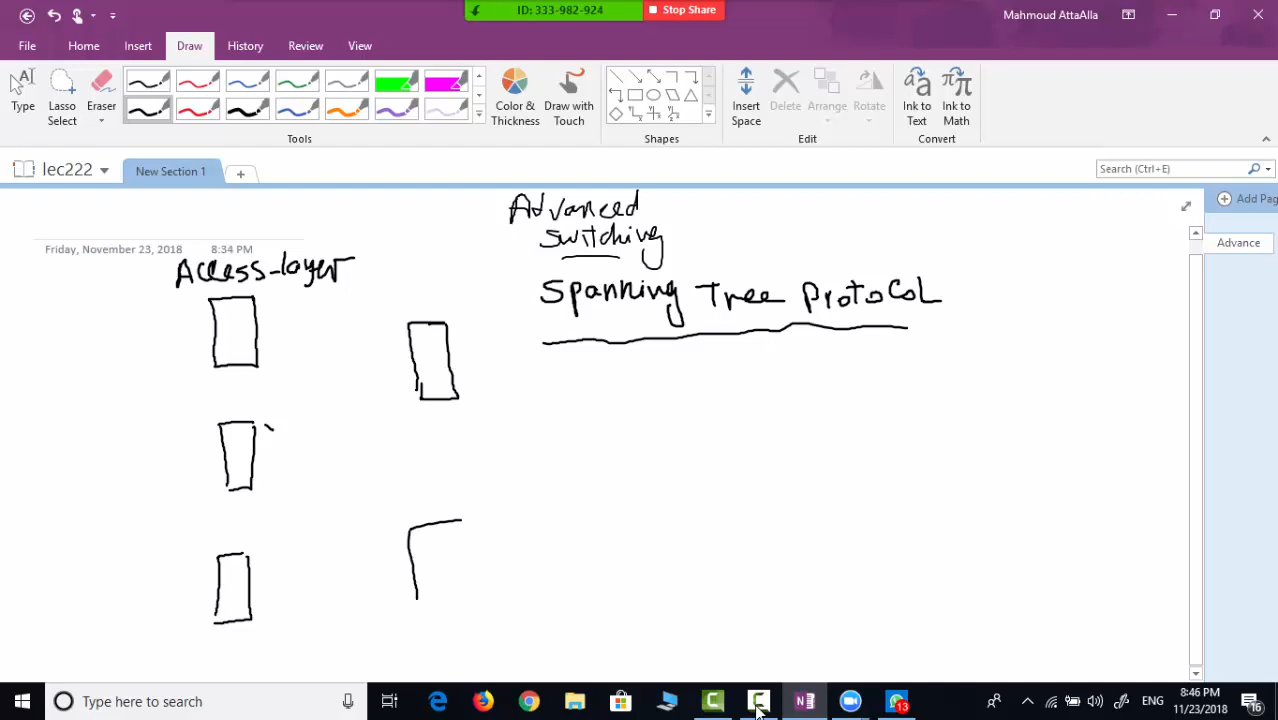 ID: 333-982-924
Stop Share
Mahmoud AttaAlla
File
Home
Insert
Draw
History
Review
View
Type
Lasso
Select
Eraser
Color &
Thickness
Draw with
Touch
Insert
Space
Delete
Arrange
Rotate
Ink to
Text
Ink to
Math
Tools
Shapes
Edit
Convert
lec222
New Section 1
Search (Ctrl+E)
Add Pag
Advance
Friday, November 23, 2018
8:34 PM
Advanced
switching
Access-layer
Spanning Tree Protocol
Type here to search
13
ENG
8:46 PM
11/23/2018
16